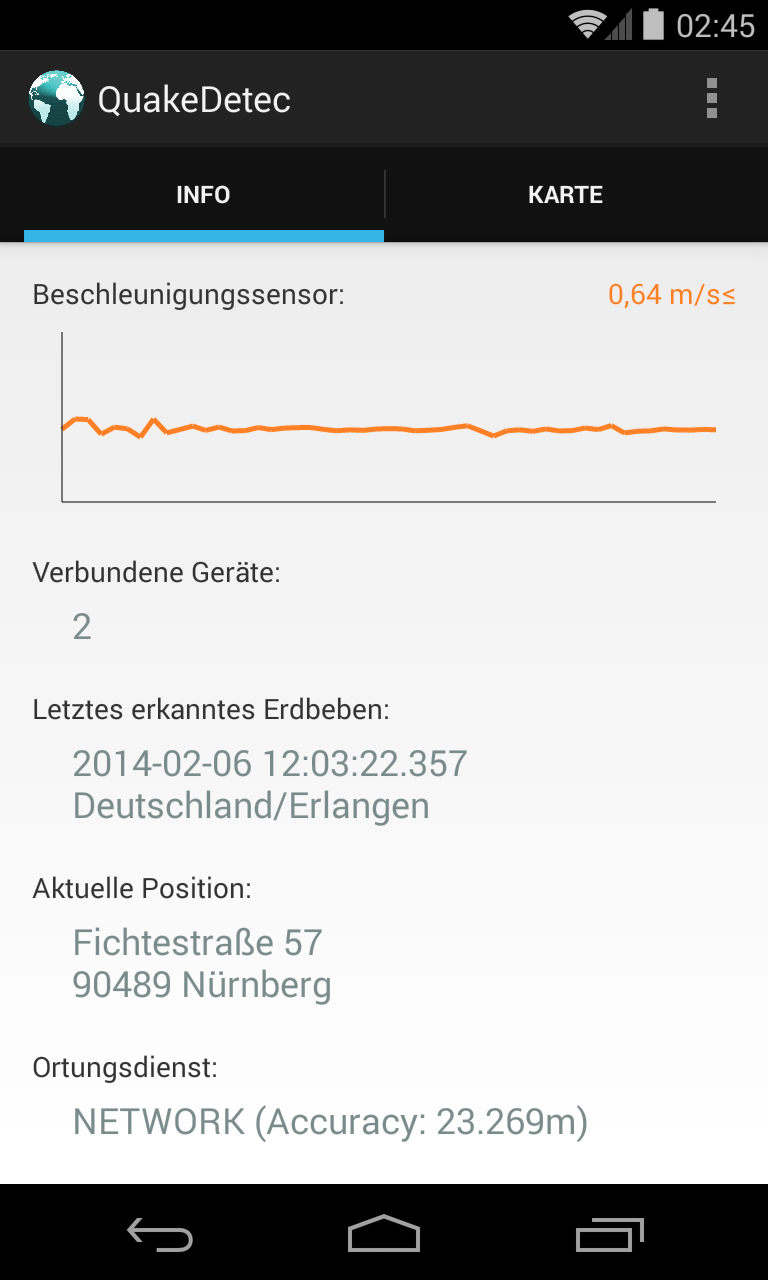 02:45
QuakeDetec
INFO
KARTE
Beschleunigungssensor:
0,64 m/s≤
Verbundene Geräte:
2
Letztes erkanntes Erdbeben:
2014-02-06 12:03:22.357
Deutschland/Erlangen
Aktuelle Position:
Fichtestraße 57
90489 Nürnberg
Ortungsdienst:
NETWORK (Accuracy: 23.269m)